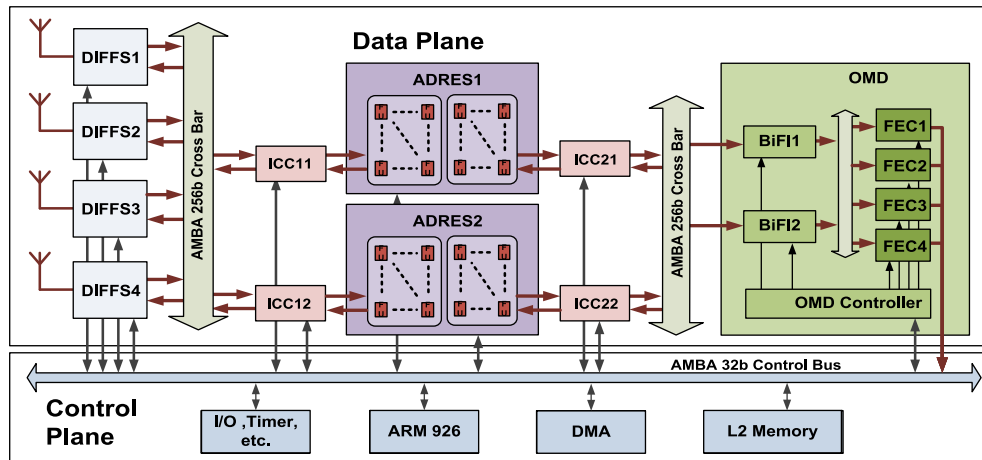 Data Plane
DIFFS1
DIFFS2
DIFFS3
DIFFS4
AMBA 256b Cross Bar
ICC11
ICC12
ADRES1
ADRES2
ICC21
ICC22
AMBA 256b Cross Bar
OMD
BiFI1
BiFI2
FEC1
FEC2
FEC3
FEC4
OMD Controller
AMBA 32b Control Bus
Control
Plane
I/O ,Timer,
etc.
ARM 926
DMA
L2 Memory